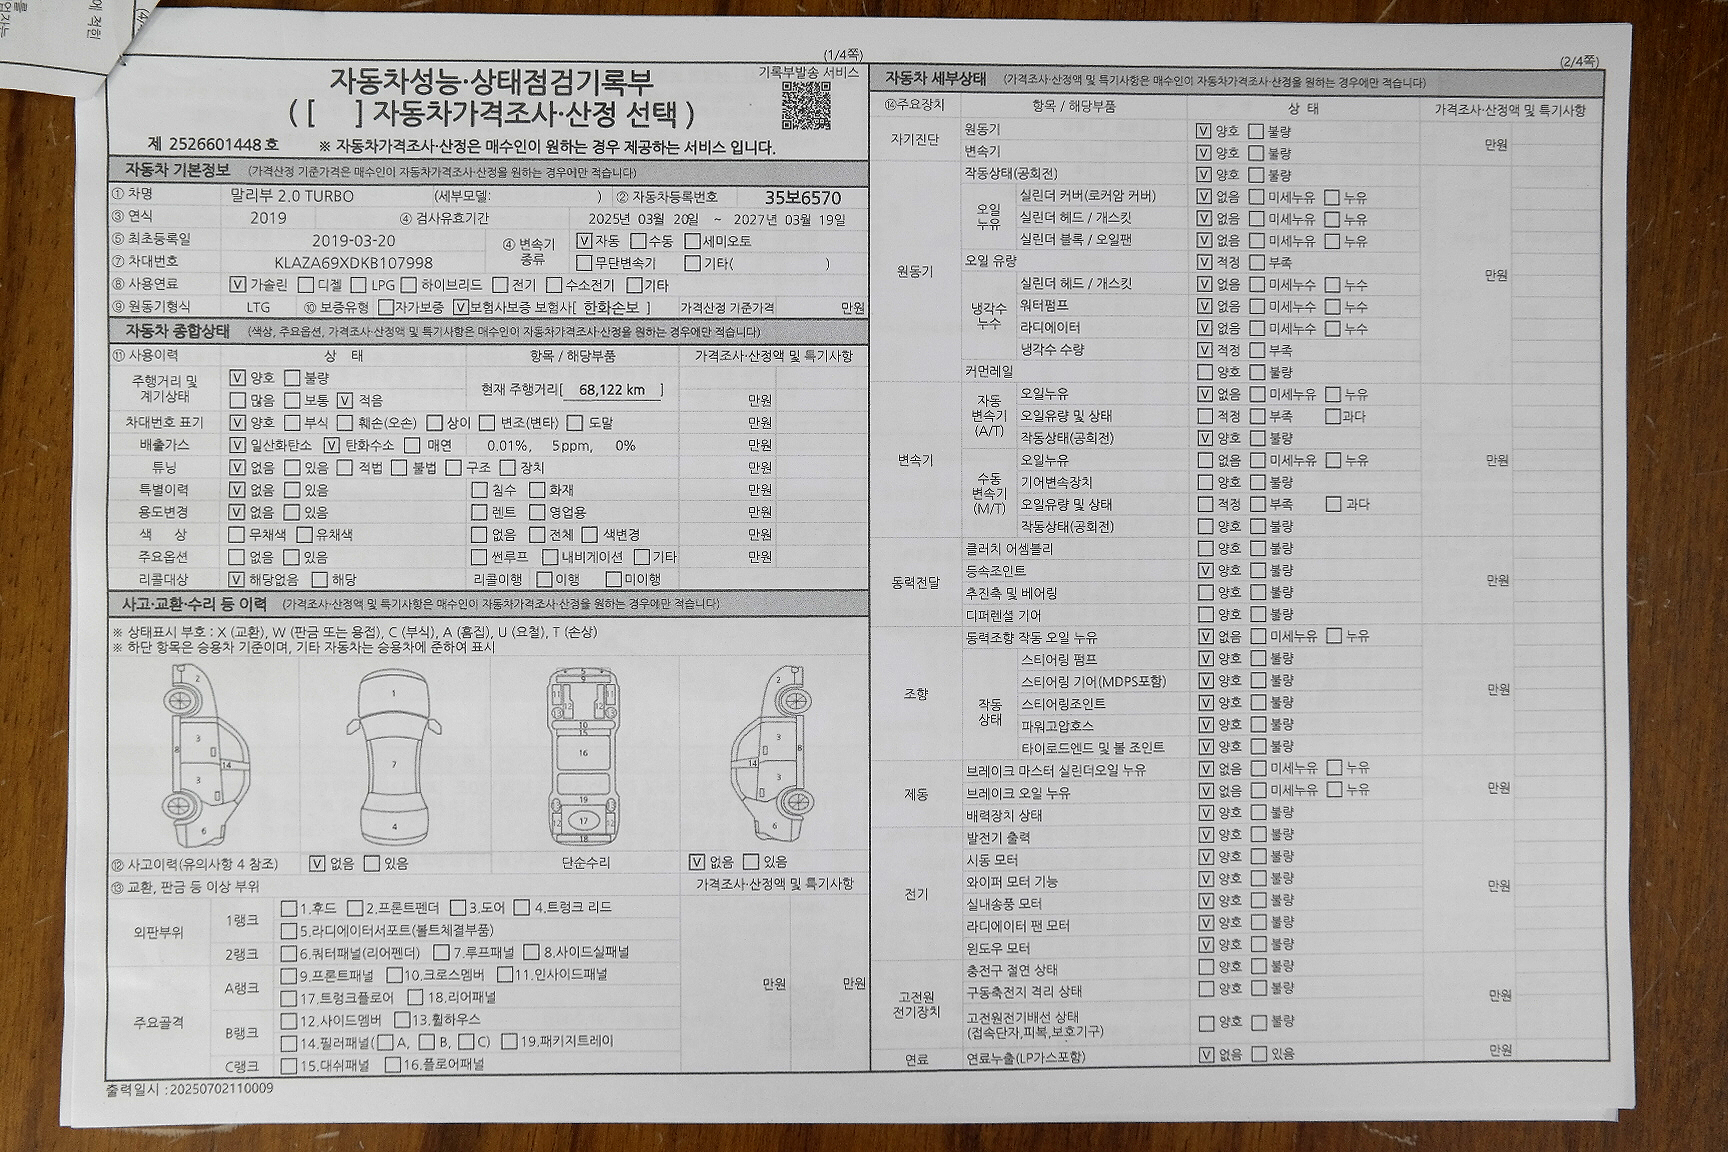 (1/4쪽)
자동차성능·상태점검기록부
기록부발송 서비스
( [ ] 자동차가격조사·산정 선택 )
제 2526601448 호 ※ 자동차가격조사·산정은 매수인이 원하는 경우 제공하는 서비스 입니다.
자동차 기본정보 (가격산정 기준가격은 매수인이 자동차가격조사·산정을 원하는 경우에만 적습니다)
① 차명 말리부 2.0 TURBO (세부모델: ) ② 자동차등록번호 35보6570
③ 연식 2019 ④ 검사유효기간 2025년 03월 20일 ~ 2027년 03월 19일
⑤ 최초등록일 2019-03-20 ④ 변속기 종류 [V]자동 □수동 □세미오토
⑦ 차대번호 KLAZA69XDKB107998 □무단변속기 □기타( )
⑧ 사용연료 [V]가솔린 □디젤 □LPG □하이브리드 □전기 □수소전기 □기타
⑨ 원동기형식 LTG ⑩ 보증유형 □자가보증 [V]보험사보증 보험사[ 한화손보 ] 가격산정 기준가격 만원
자동차 종합상태 (색상, 주요옵션, 가격조사·산정액 및 특기사항은 매수인이 자동차가격조사·산정을 원하는 경우에만 적습니다)
⑪ 사용이력 상 태 항목 / 해당부품 가격조사·산정액 및 특기사항
주행거리 및 계기상태 [V] 양호 □ 불량 현재 주행거리[ 68,122 km ]
□ 많음 □ 보통 [V] 적음 만원
차대번호 표기 [V] 양호 □ 부식 □ 훼손(오손) □ 상이 □ 변조(변타) □ 도말 만원
배출가스 [V] 일산화탄소 [V] 탄화수소 □ 매연 0.01%, 5ppm, 0% 만원
튜닝 [V] 없음 □ 있음 □ 적법 □ 불법 □ 구조 □ 장치 만원
특별이력 [V] 없음 □ 있음 □ 침수 □ 화재 만원
용도변경 [V] 없음 □ 있음 □ 렌트 □ 영업용 만원
색 상 □ 무채색 □ 유채색 □ 없음 □ 전체 □ 색변경 만원
주요옵션 □ 없음 □ 있음 □ 썬루프 □ 내비게이션 □ 기타 만원
리콜대상 [V] 해당없음 □ 해당 리콜이행 □ 이행 □ 미이행
사고·교환·수리 등 이력 (가격조사·산정액 및 특기사항은 매수인이 자동차가격조사·산정을 원하는 경우에만 적습니다)
※ 상태표시 부호 : X (교환), W (판금 또는 용접), C (부식), A (흠집), U (요철), T (손상)
※ 하단 항목은 승용차 기준이며, 기타 자동차는 승용차에 준하여 표시
2 3 8 14 3 6
1 7 4
5 9 11 11 12 12 13 13 10 15 16 19 13 13 12 17 12 18
2 3 8 14 3 6
⑫ 사고이력(유의사항 4 참조) [V] 없음 □ 있음 단순수리 [V] 없음 □ 있음
⑬ 교환, 판금 등 이상 부위 가격조사·산정액 및 특기사항
외판부위 1랭크 □1.후드 □2.프론트펜더 □3.도어 □4.트렁크 리드
□5.라디에이터서포트(볼트체결부품)
2랭크 □6.쿼터패널(리어펜더) □7.루프패널 □8.사이드실패널
주요골격 A랭크 □9.프론트패널 □10.크로스멤버 □11.인사이드패널
만원 만원
□17.트렁크플로어 □18.리어패널
B랭크 □12.사이드멤버 □13.휠하우스
□14.필러패널(□A, □B, □C) □19.패키지트레이
C랭크 □15.대쉬패널 □16.플로어패널
출력일시 : 20250702110009
(2/4쪽)
자동차 세부상태 (가격조사·산정액 및 특기사항은 매수인이 자동차가격조사·산정을 원하는 경우에만 적습니다)
⑭주요장치 항목 / 해당부품 상 태 가격조사·산정액 및 특기사항
자기진단 원동기 [V] 양호 □ 불량 만원
변속기 [V] 양호 □ 불량
원동기 작동상태(공회전) [V] 양호 □ 불량 만원
오일 누유 실린더 커버(로커암 커버) [V] 없음 □ 미세누유 □ 누유
실린더 헤드 / 개스킷 [V] 없음 □ 미세누유 □ 누유
실린더 블록 / 오일팬 [V] 없음 □ 미세누유 □ 누유
오일 유량 [V] 적정 □ 부족
냉각수 누수 실린더 헤드 / 개스킷 [V] 없음 □ 미세누수 □ 누수
워터펌프 [V] 없음 □ 미세누수 □ 누수
라디에이터 [V] 없음 □ 미세누수 □ 누수
냉각수 수량 [V] 적정 □ 부족
커먼레일 □ 양호 □ 불량
변속기 자동 변속기 (A/T) 오일누유 [V] 없음 □ 미세누유 □ 누유 만원
오일유량 및 상태 □ 적정 □ 부족 □과다
작동상태(공회전) [V] 양호 □ 불량
수동 변속기 (M/T) 오일누유 □ 없음 □ 미세누유 □ 누유
기어변속장치 □ 양호 □ 불량
오일유량 및 상태 □ 적정 □ 부족 □ 과다
작동상태(공회전) □ 양호 □ 불량
동력전달 클러치 어셈블리 □ 양호 □ 불량 만원
등속조인트 [V] 양호 □ 불량
추진축 및 베어링 □ 양호 □ 불량
디퍼렌셜 기어 □ 양호 □ 불량
조향 동력조향 작동 오일 누유 [V] 없음 □ 미세누유 □ 누유 만원
작동 상태 스티어링 펌프 [V] 양호 □ 불량
스티어링 기어(MDPS포함) [V] 양호 □ 불량
스티어링조인트 [V] 양호 □ 불량
파워고압호스 [V] 양호 □ 불량
타이로드엔드 및 볼 조인트 [V] 양호 □ 불량
제동 브레이크 마스터 실린더오일 누유 [V] 없음 □ 미세누유 □ 누유 만원
브레이크 오일 누유 [V] 없음 □ 미세누유 □ 누유
배력장치 상태 [V] 양호 □ 불량
전기 발전기 출력 [V] 양호 □ 불량 만원
시동 모터 [V] 양호 □ 불량
와이퍼 모터 기능 [V] 양호 □ 불량
실내송풍 모터 [V] 양호 □ 불량
라디에이터 팬 모터 [V] 양호 □ 불량
윈도우 모터 [V] 양호 □ 불량
고전원 전기장치 충전구 절연 상태 □ 양호 □ 불량 만원
구동축전지 격리 상태 □ 양호 □ 불량
고전원전기배선 상태 (접속단자,피복,보호기구) □ 양호 □ 불량
연료 연료누출(LP가스포함) [V] 없음 □ 있음 만원